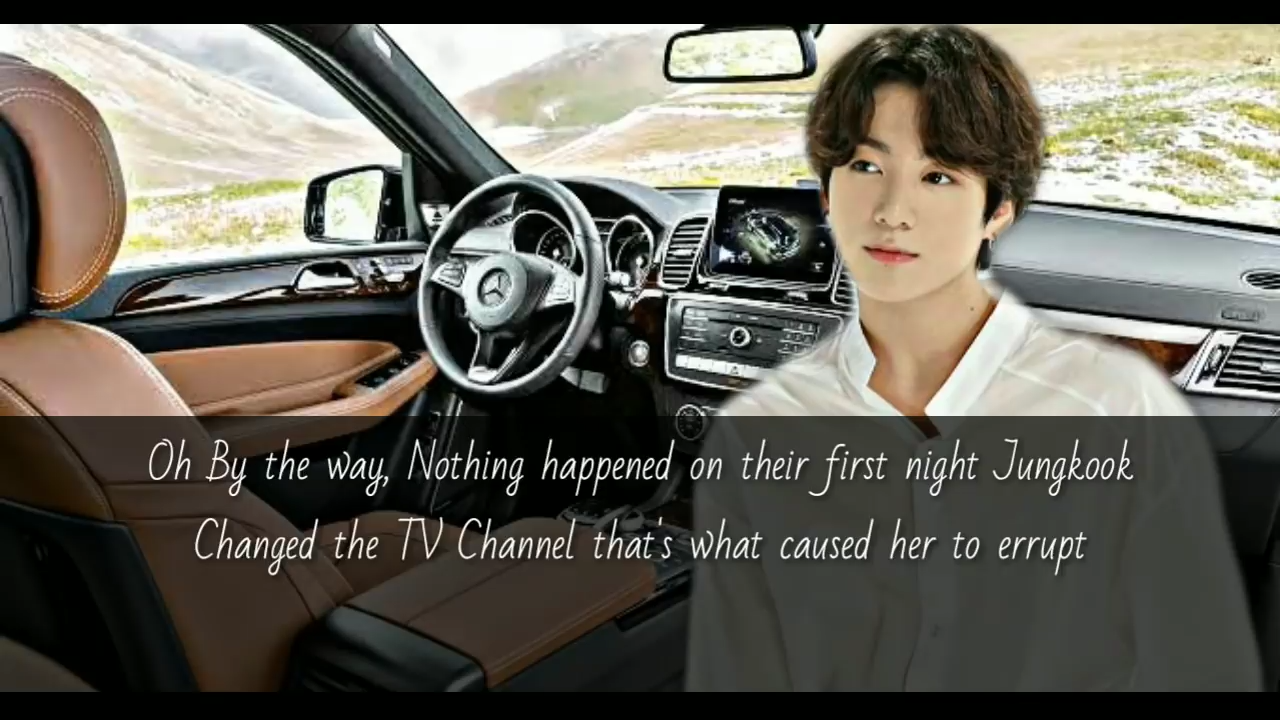 Oh By the way, Nothing happened on their first night Jungkook
Changed the TV Channel that's what caused her to errupt